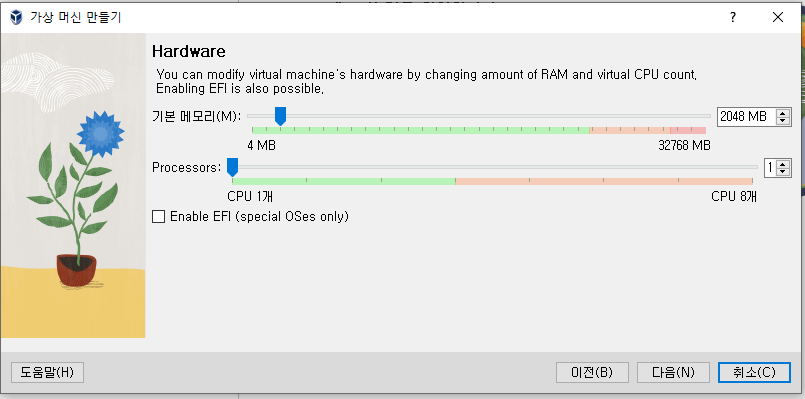 가상 머신 만들기
?
Hardware
You can modify virtual machine's hardware by changing amount of RAM and virtual CPU count.
Enabling EFI is also possible.
기본 메모리(M):
2048 MB
4 MB
32768 MB
Processors:
1
CPU 1개
CPU 8개
Enable EFI (special OSes only)
도움말(H)
이전(B)
다음(N)
취소(C)